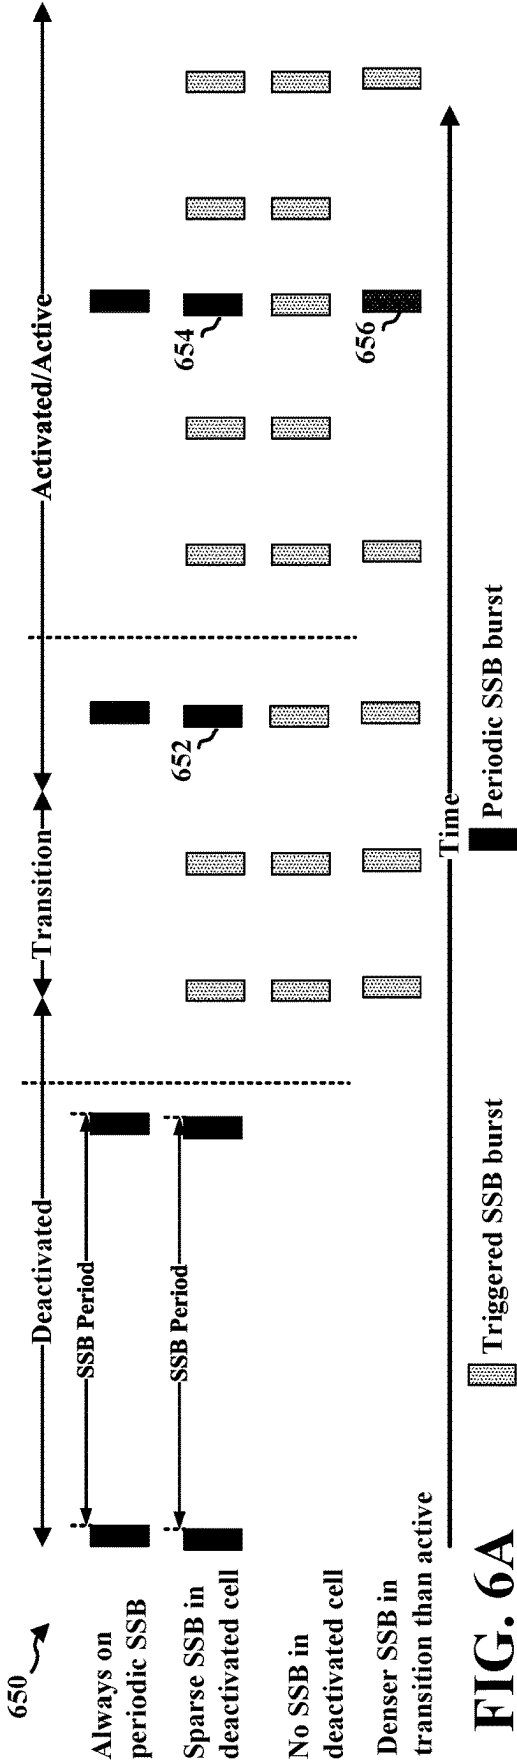 650
Deactivated
Transition
Activated/Active
Always on
periodic SSB
SSB Period
Sparse SSB in
deactivated cell
SSB Period
652
654
No SSB in
deactivated cell
Denser SSB in
transition than active
656
Time
Triggered SSB burst
Periodic SSB burst
FIG. 6A